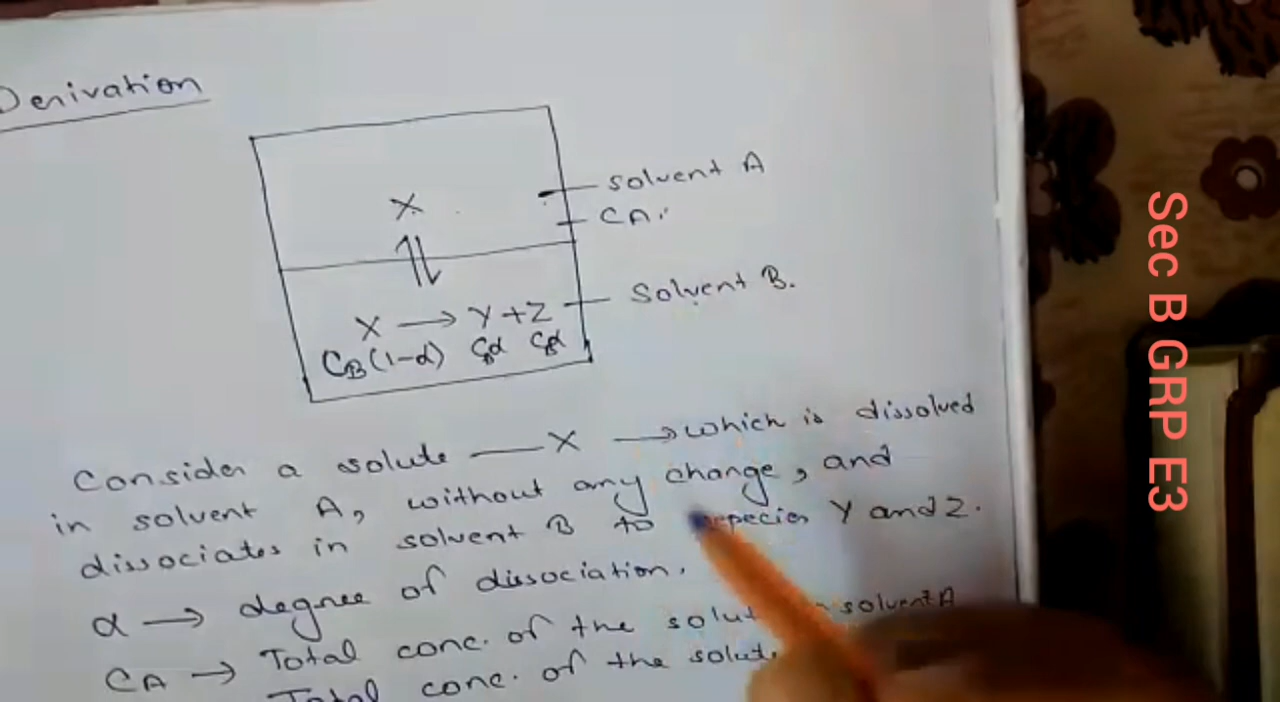 Derivation
X
solvent A
CA.
Solvent B.
X → Y + Z
CB(1-α) CBα CBα
Consider a solute — X → which is dissolved
in solvent A, without any change, and
dissociates in solvent B to species Y and Z.
α → degree of dissociation.
CA → Total conc. of the solute in solvent A
Total conc. of the solute
Sec B GRP E3